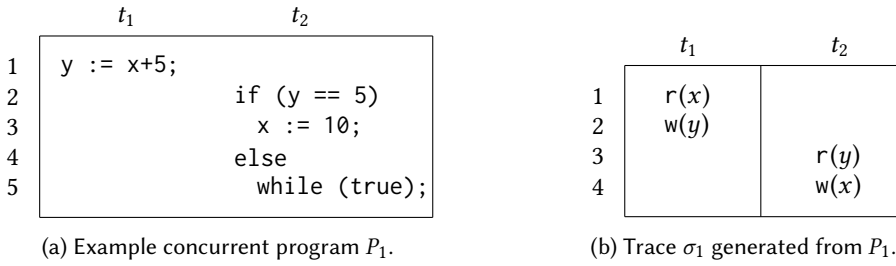 t₁ t₂
1 y := x+5;
2 if (y == 5)
3 x := 10;
4 else
5 while (true);
(a) Example concurrent program P₁.
t₁ t₂
1 r(x)
2 w(y)
3 r(y)
4 w(x)
(b) Trace σ₁ generated from P₁.